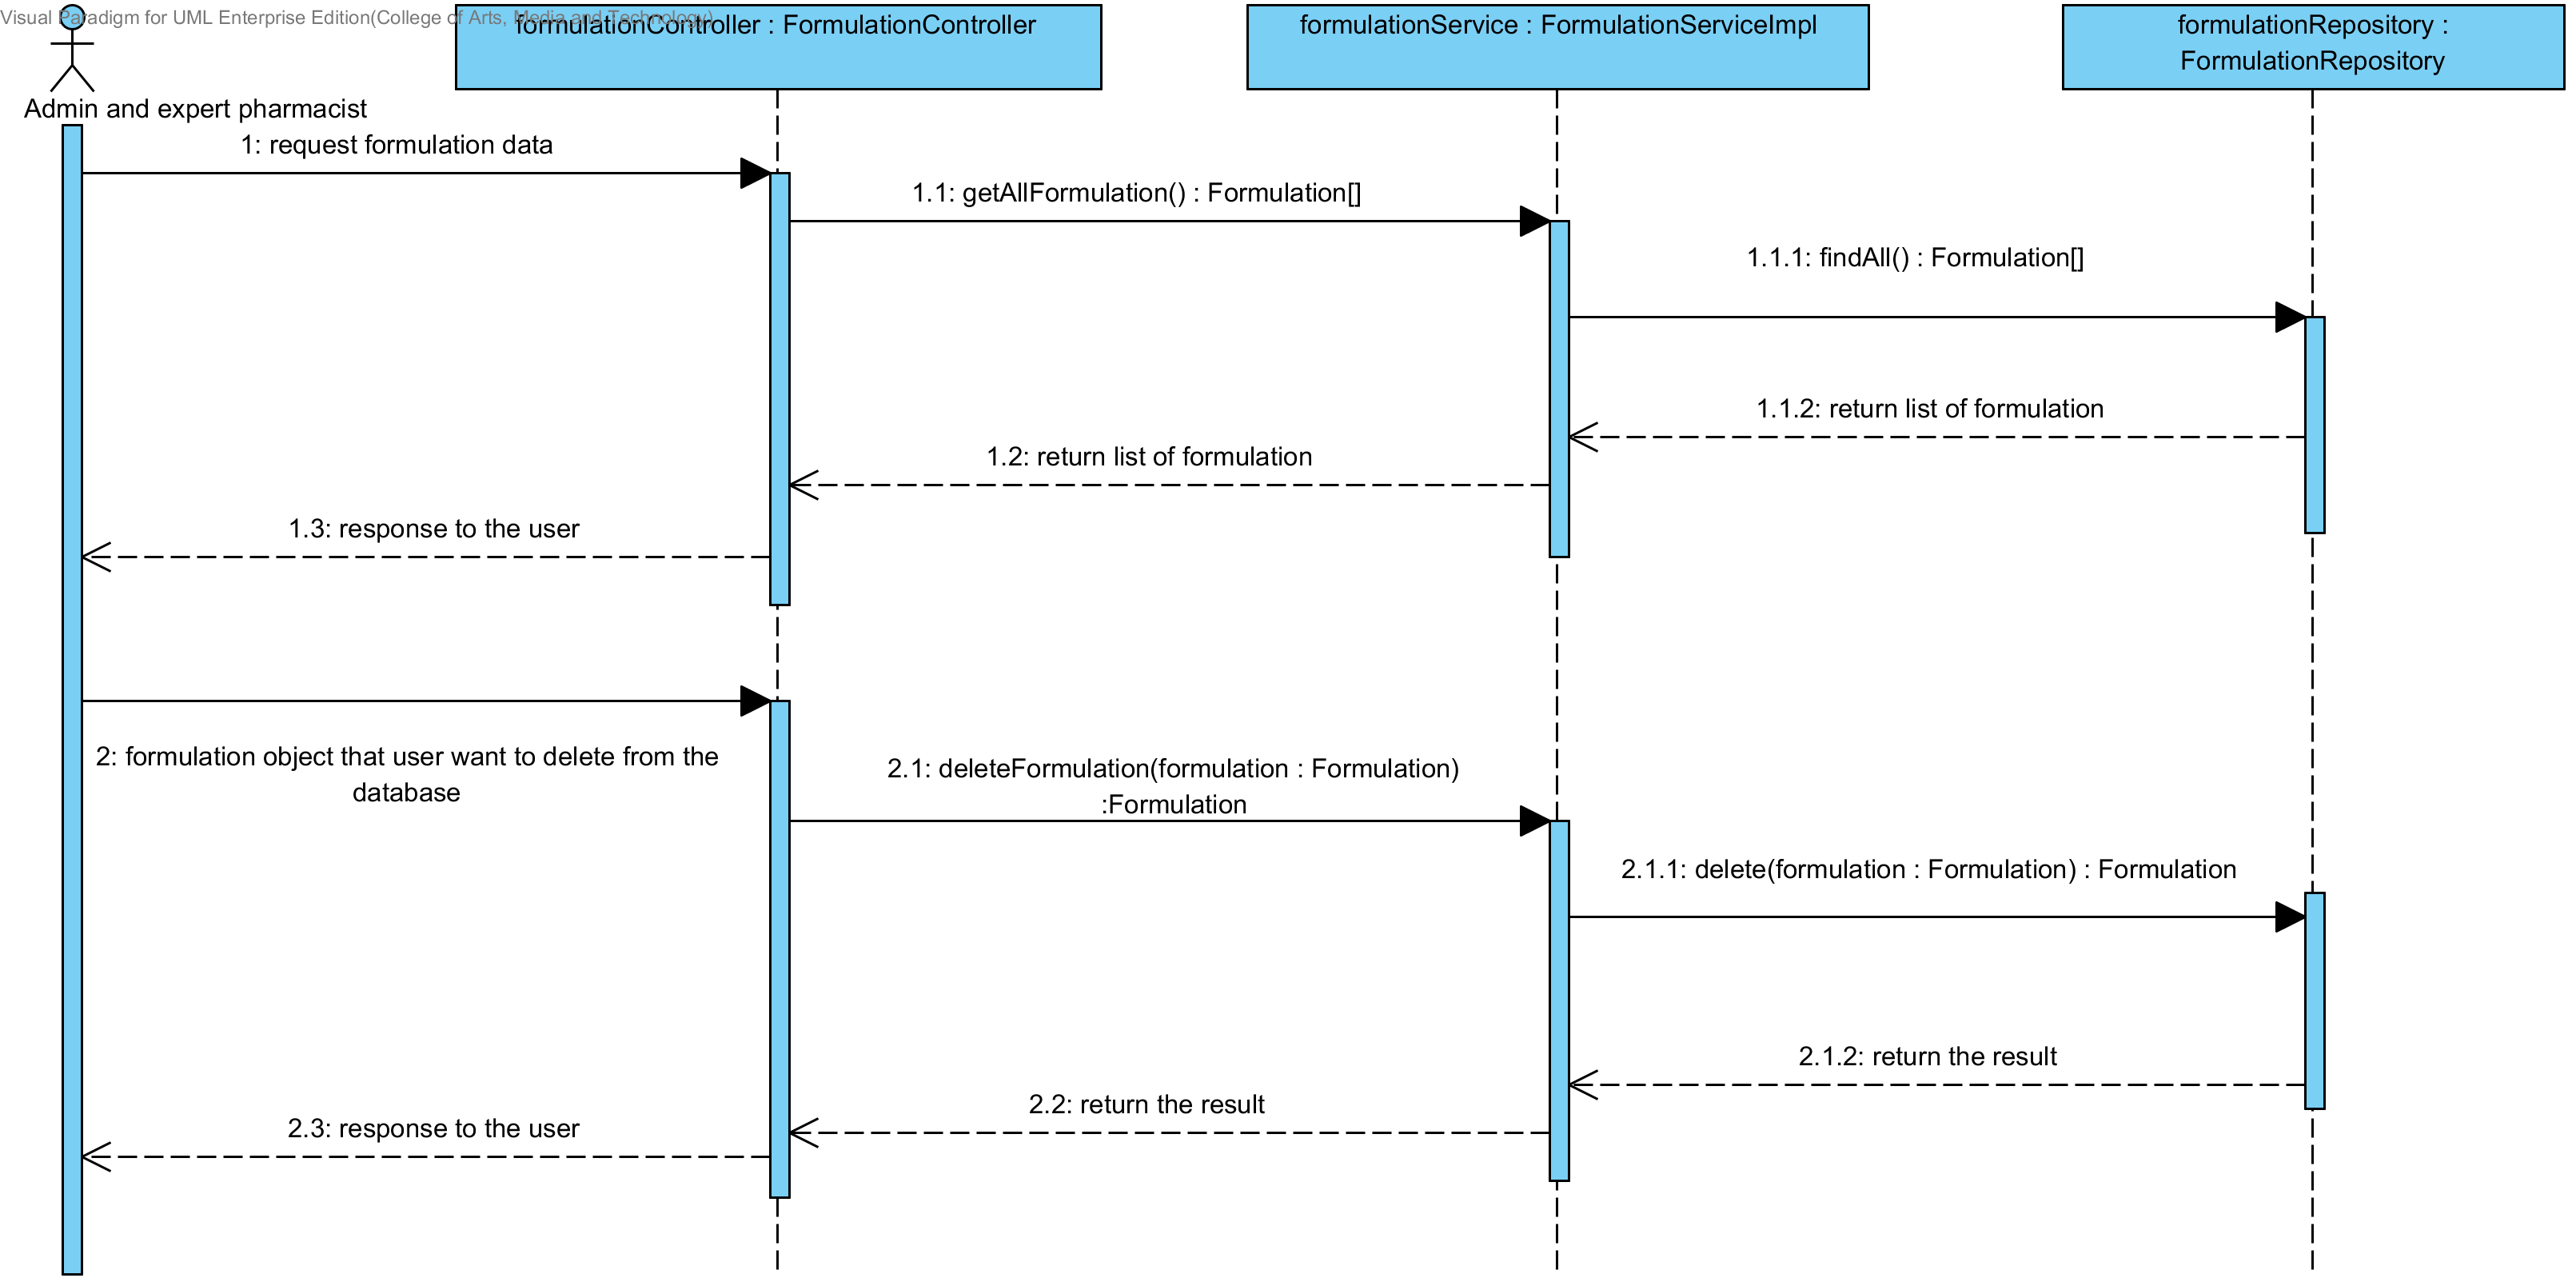 Visual Paradigm for UML Enterprise Edition(College of Arts, Media and Technology)
formulationController : FormulationController
formulationService : FormulationServiceImpl
formulationRepository :
FormulationRepository
Admin and expert pharmacist
1: request formulation data
1.1: getAllFormulation() : Formulation[]
1.1.1: findAll() : Formulation[]
1.1.2: return list of formulation
1.2: return list of formulation
1.3: response to the user
2: formulation object that user want to delete from the
database
2.1: deleteFormulation(formulation : Formulation)
:Formulation
2.1.1: delete(formulation : Formulation) : Formulation
2.1.2: return the result
2.2: return the result
2.3: response to the user